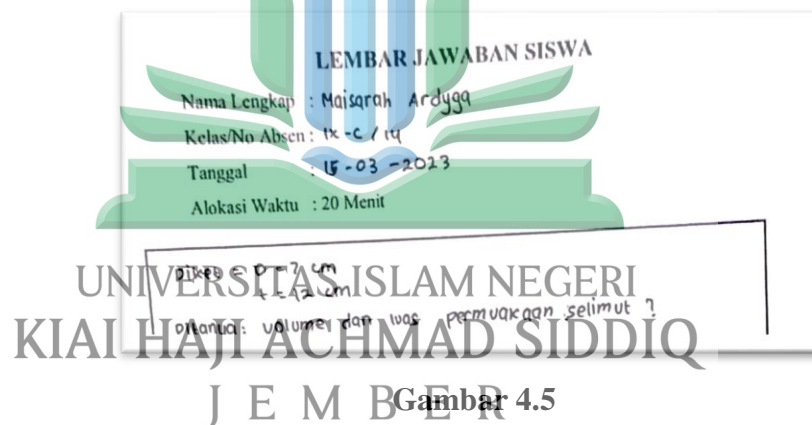 LEMBAR JAWABAN SISWA
Nama Lengkap : Maisarah Ardyga
Kelas/No Absen : IX-C / 14
Tanggal : 15-03-2023
Alokasi Waktu : 20 Menit
Diket = D = 7 cm
t = 12 cm
Ditanya: volume dan luas permukaan selimut ?
UNIVERSITAS ISLAM NEGERI
KIAI HAJI ACHMAD SIDDIQ
JEMBER
Gambar 4.5